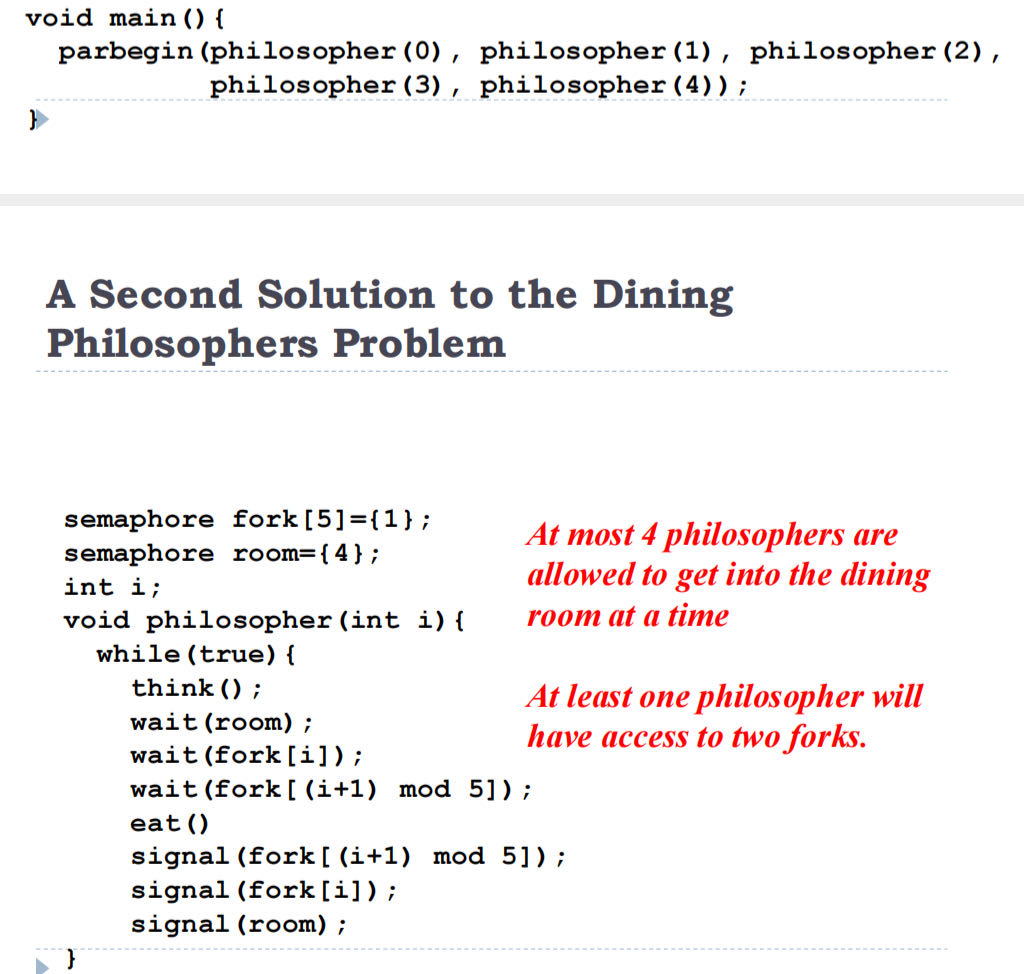 void main(){
parbegin(philosopher(0), philosopher(1), philosopher(2),
philosopher(3), philosopher(4));
}
A Second Solution to the Dining
Philosophers Problem
semaphore fork[5]={1};
semaphore room={4};
int i;
void philosopher(int i){
while(true){
think();
wait(room);
wait(fork[i]);
wait(fork[(i+1) mod 5]);
eat()
signal(fork[(i+1) mod 5]);
signal(fork[i]);
signal(room);
}
At most 4 philosophers are
allowed to get into the dining
room at a time
At least one philosopher will
have access to two forks.